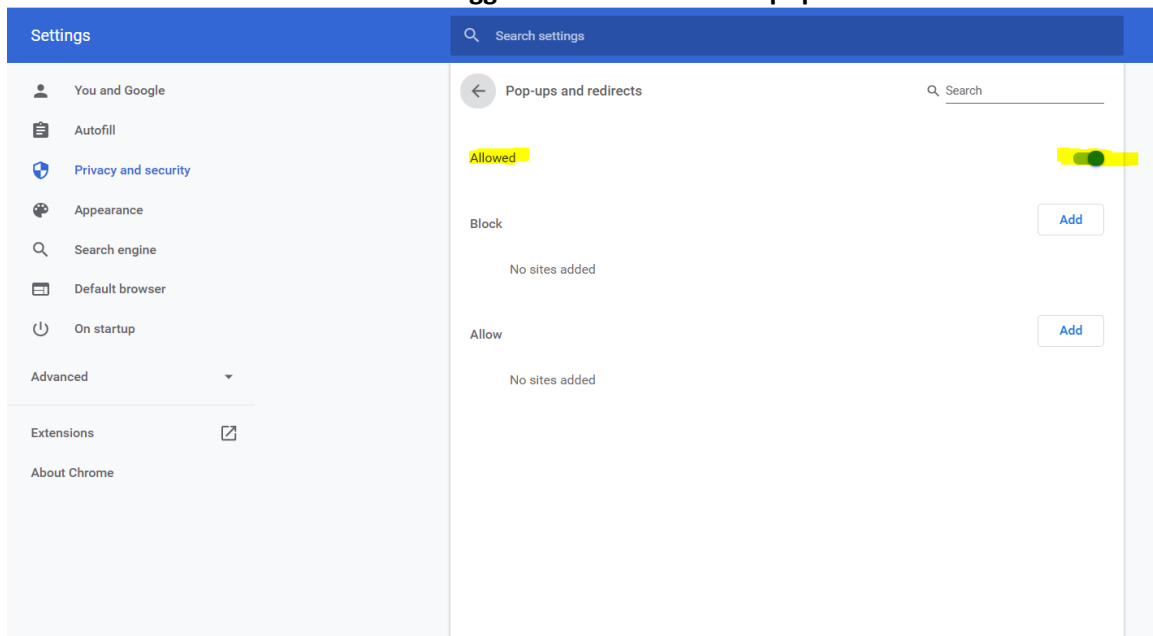 Settings
Search settings
You and Google
Autofill
Privacy and security
Appearance
Search engine
Default browser
On startup
Advanced
Extensions
About Chrome
Pop-ups and redirects
Search
Allowed
Block
Add
No sites added
Allow
Add
No sites added